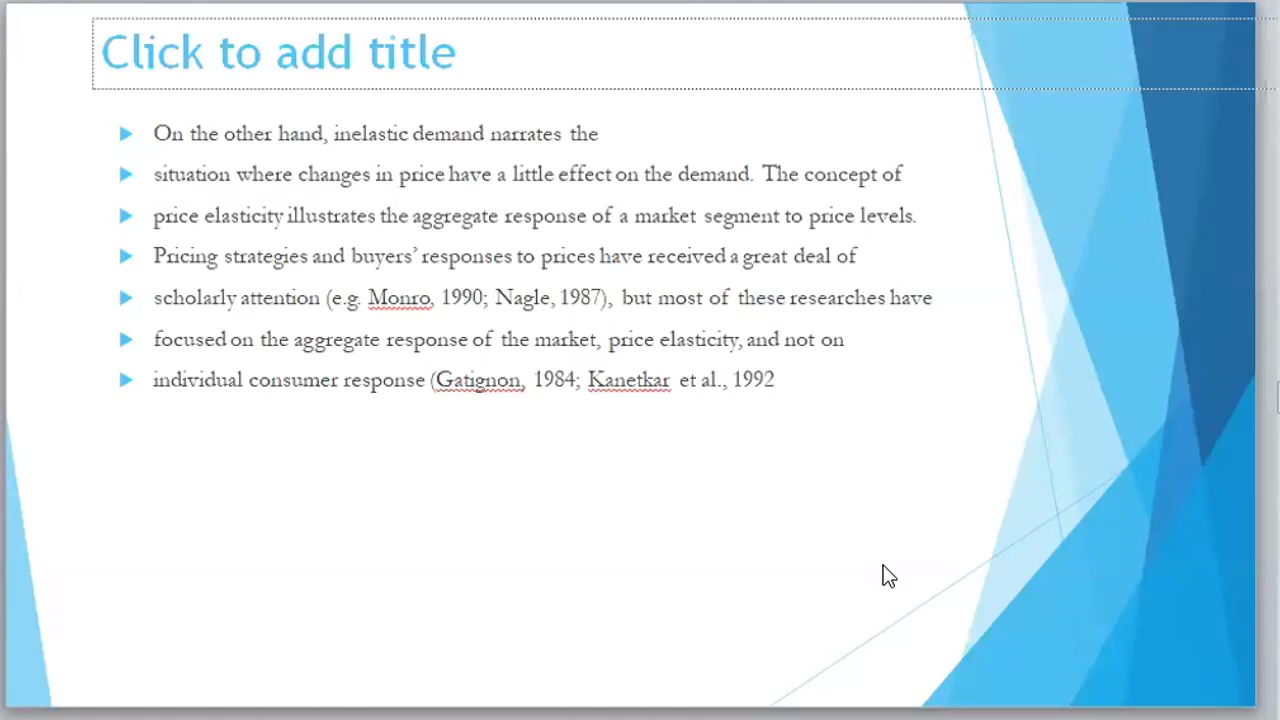 Click to add title
On the other hand, inelastic demand narrates the
situation where changes in price have a little effect on the demand. The concept of
price elasticity illustrates the aggregate response of a market segment to price levels.
Pricing strategies and buyers’ responses to prices have received a great deal of
scholarly attention (e.g. Monro, 1990; Nagle, 1987), but most of these researches have
focused on the aggregate response of the market, price elasticity, and not on
individual consumer response (Gatignon, 1984; Kanetkar et al., 1992